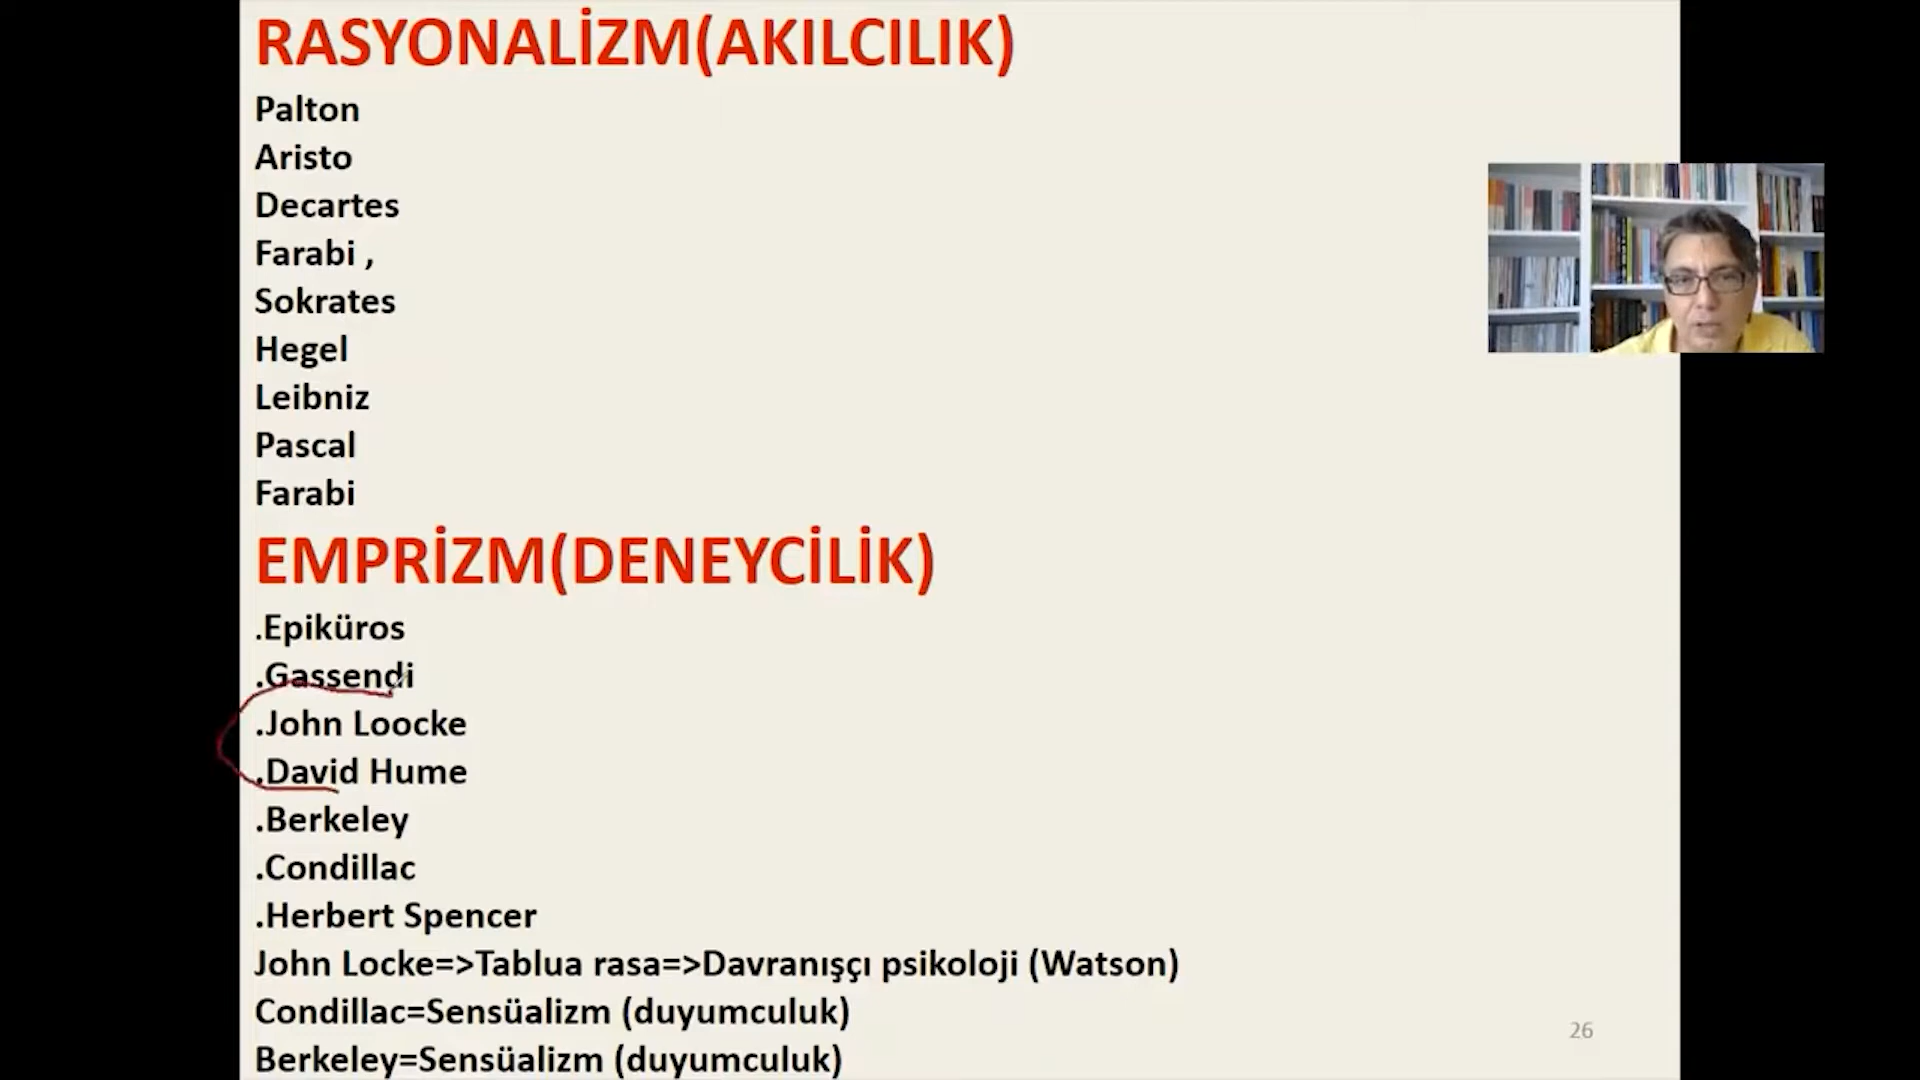 RASYONALİZM(AKILCILIK)
Palton
Aristo
Decartes
Farabi ,
Sokrates
Hegel
Leibniz
Pascal
Farabi
EMPRİZM(DENEYCİLİK)
.Epiküros
.Gassendi
.John Loocke
.David Hume
.Berkeley
.Condillac
.Herbert Spencer
John Locke=>Tablua rasa=>Davranışçı psikoloji (Watson)
Condillac=Sensüalizm (duyumculuk)
Berkeley=Sensüalizm (duyumculuk)
26